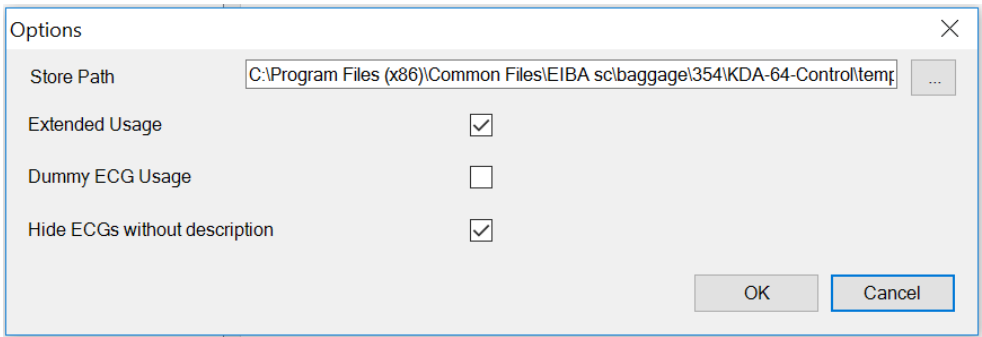 Options
Store Path C:\Program Files (x86)\Common Files\EIBA sc\baggage\354\KDA-64-Control\temp ...
Extended Usage
Dummy ECG Usage
Hide ECGs without description
OK Cancel